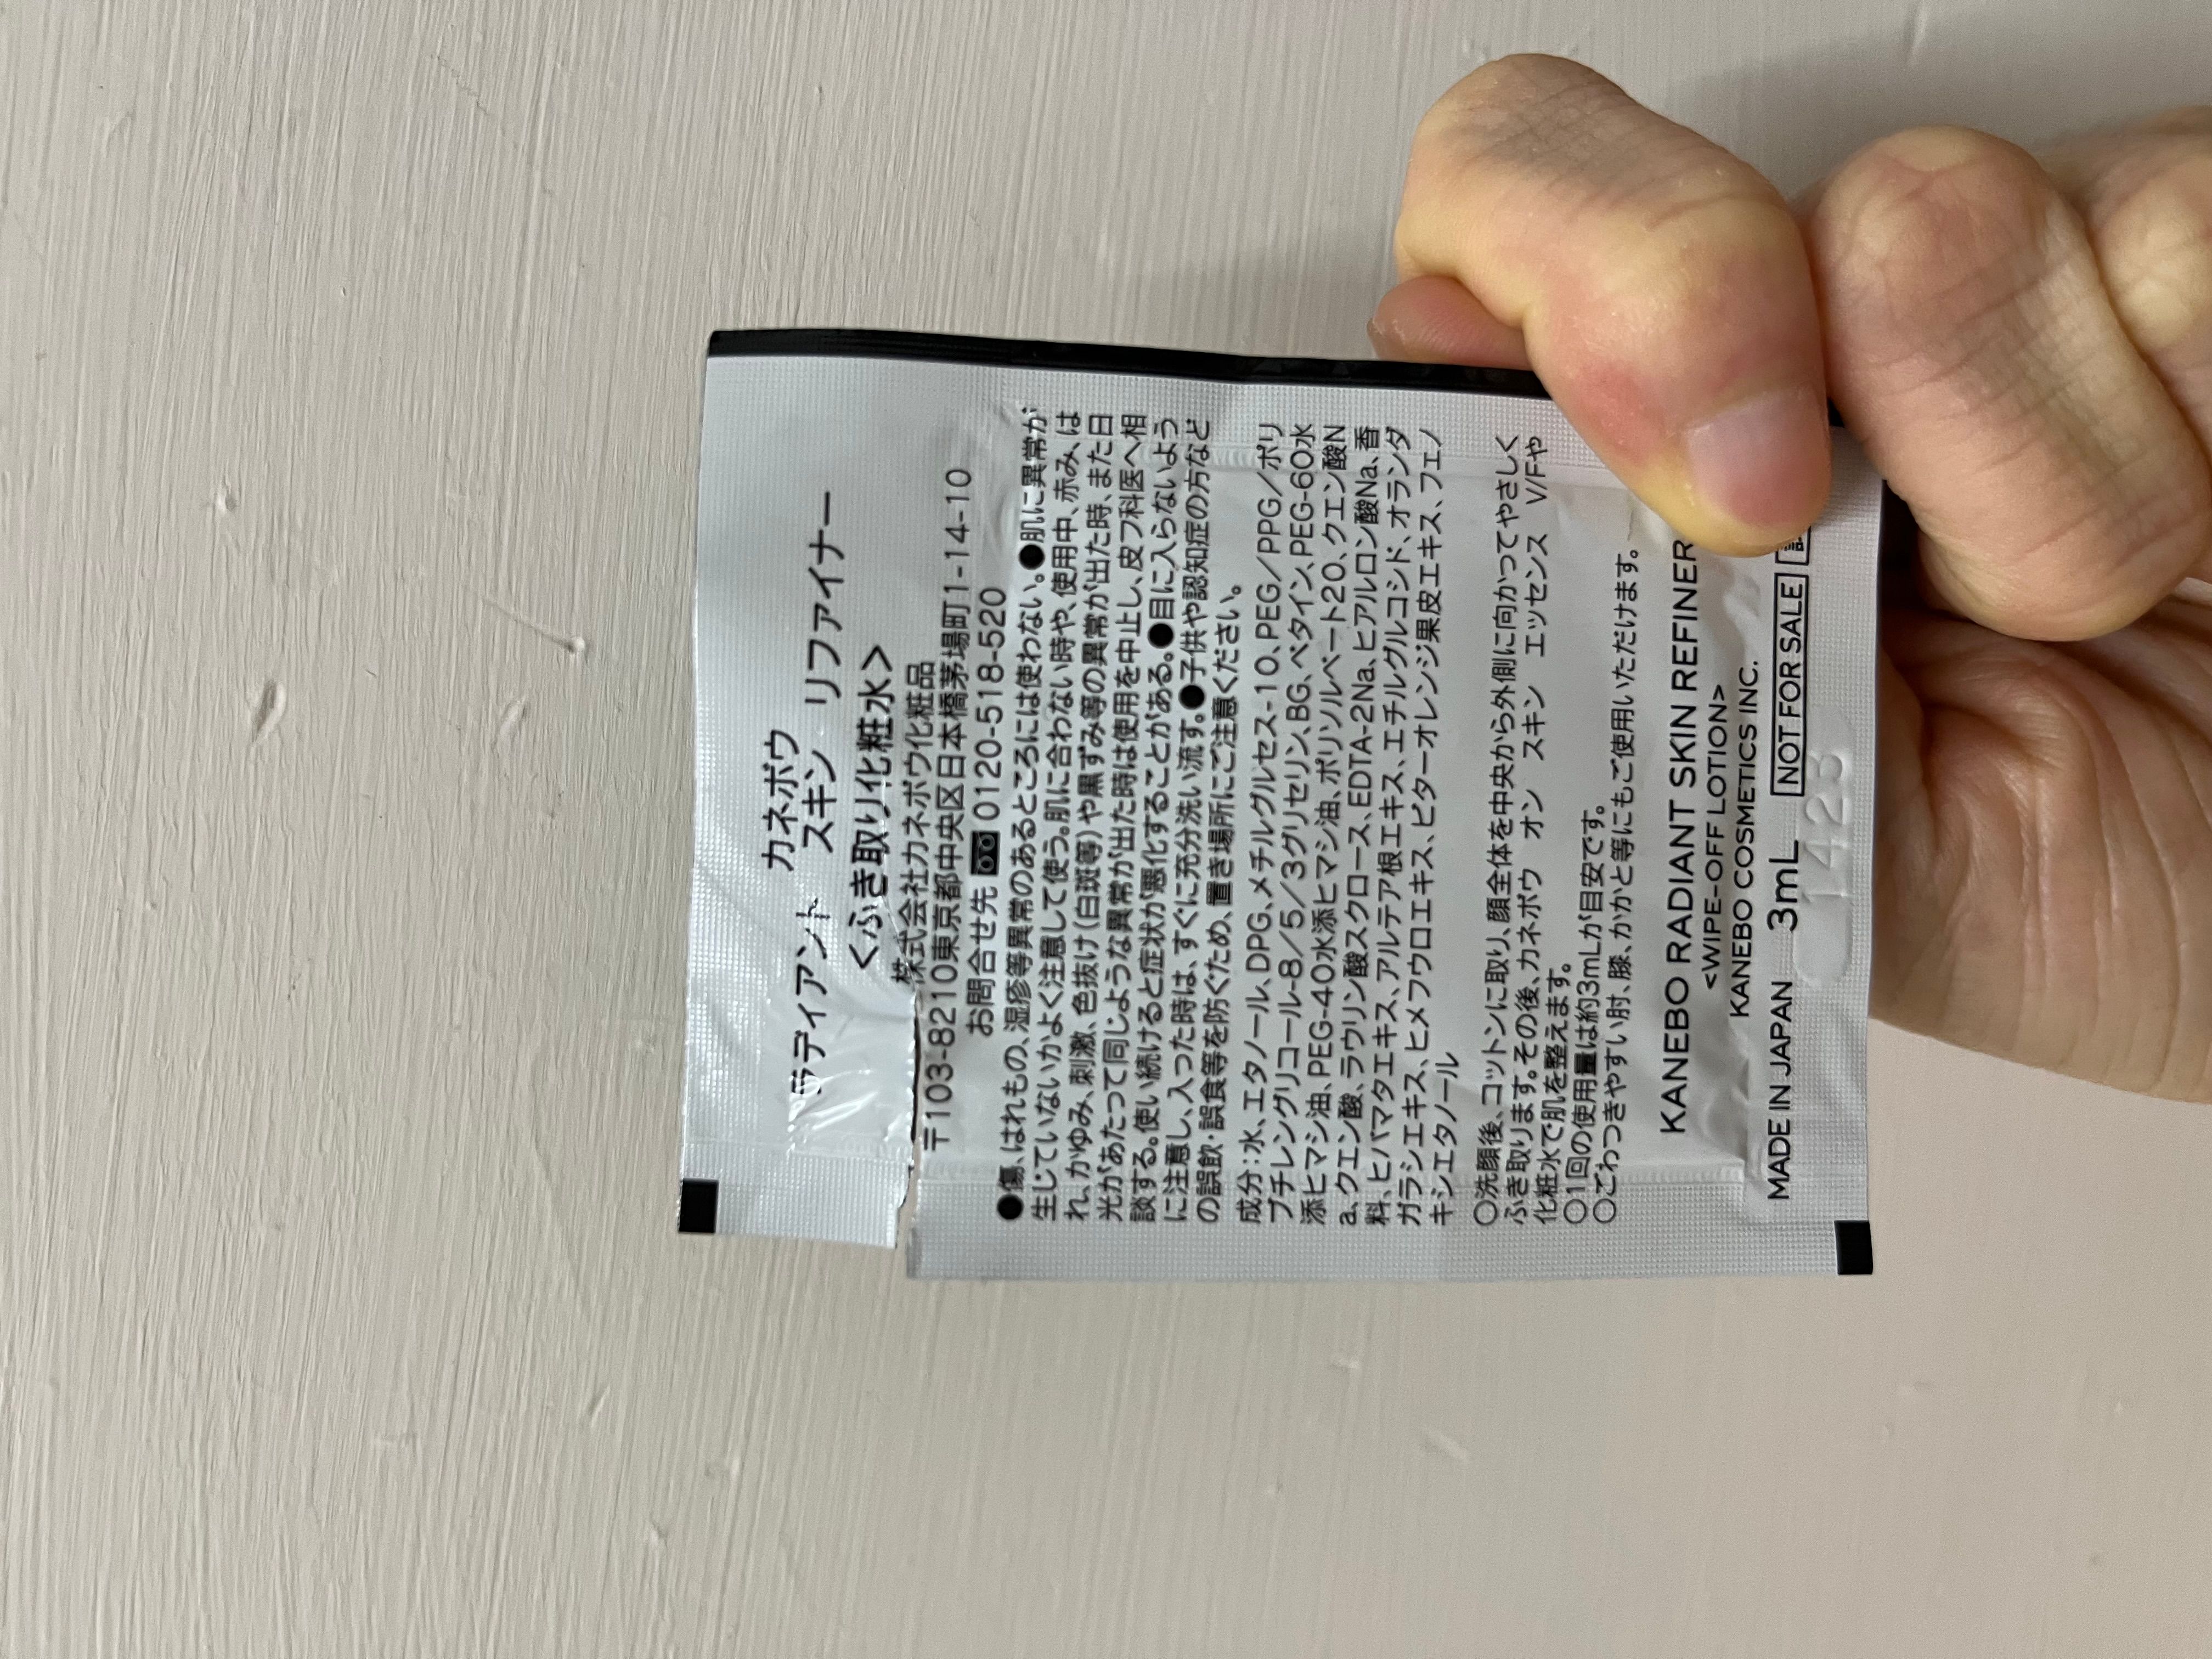 カネボウ
ラディアント スキン リファイナー
<ふき取り化粧水>
株式会社カネボウ化粧品
〒103-8210東京都中央区日本橋茅場町1-14-10
お問合せ先 0120-518-520
●傷、はれもの、湿疹等異常のあるところには使わない。●肌に異常が
生じていないかよく注意して使う。肌に合わない時や、使用中、赤み、は
れ、かゆみ、刺激、色抜け(白斑等)や黒ずみ等の異常が出た時、また日
光があたって同じような異常が出た時は使用を中止し、皮フ科医へ相
談する。使い続けると症状が悪化することがある。●目に入らないよう
に注意し、入った時は、すぐに充分洗い流す。●子供や認知症の方など
の誤飲・誤食等を防ぐため、置き場所にご注意ください。
成分:水、エタノール、DPG、メチルグルセス-10、PEG/PPG/ポリ
ブチレングリコール-8/5/3グリセリン、BG、ベタイン、PEG-60水
添ヒマシ油、PEG-40水添ヒマシ油、ポリソルベート20、クエン酸N
a、クエン酸、ラウリン酸スクロース、EDTA-2Na、ヒアルロン酸Na、香
料、ヒバマタエキス、アルテア根エキス、エチルグルコシド、オランダ
ガラシエキス、ヒメフウロエキス、ビターオレンジ果皮エキス、フェノ
キシエタノール
○洗顔後、コットンに取り、顔全体を中央から外側に向かってやさしく
ふき取ります。その後、カネボウ オン スキン エッセンス V/Fや
化粧水で肌を整えます。
○1回の使用量は約3mLが目安です。
○ごわつきやすい肘、膝、かかと等にもご使用いただけます。
KANEBO RADIANT SKIN REFINER
<WIPE-OFF LOTION>
KANEBO COSMETICS INC.
MADE IN JAPAN 3mL NOT FOR SALE